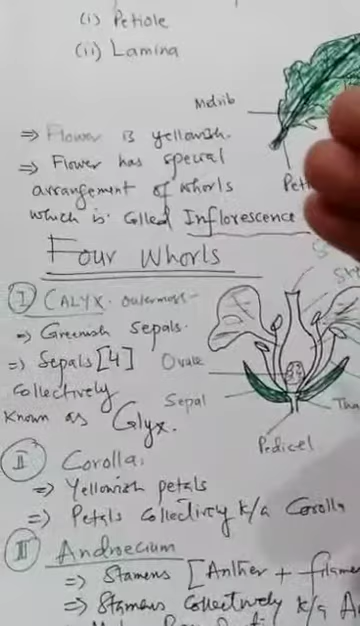 (i) Petiole
(ii) Lamina
Midrib
⇒ Flower is yellowish.
⇒ Flower has special
arrangement of whorls
which is called Inflorescence
Four Whorls
I CALYX. outermost-
⇒ Greenish Sepals.
⇒ Sepals [4]
collectively
known as Calyx.
Ovule
Sepal
Pedicel
II Corolla,
⇒ Yellowish petals
⇒ Petals Collectively k/a Corolla
III Androecium
⇒ Stamens [Anther +
⇒ Stamens Collectively k/a